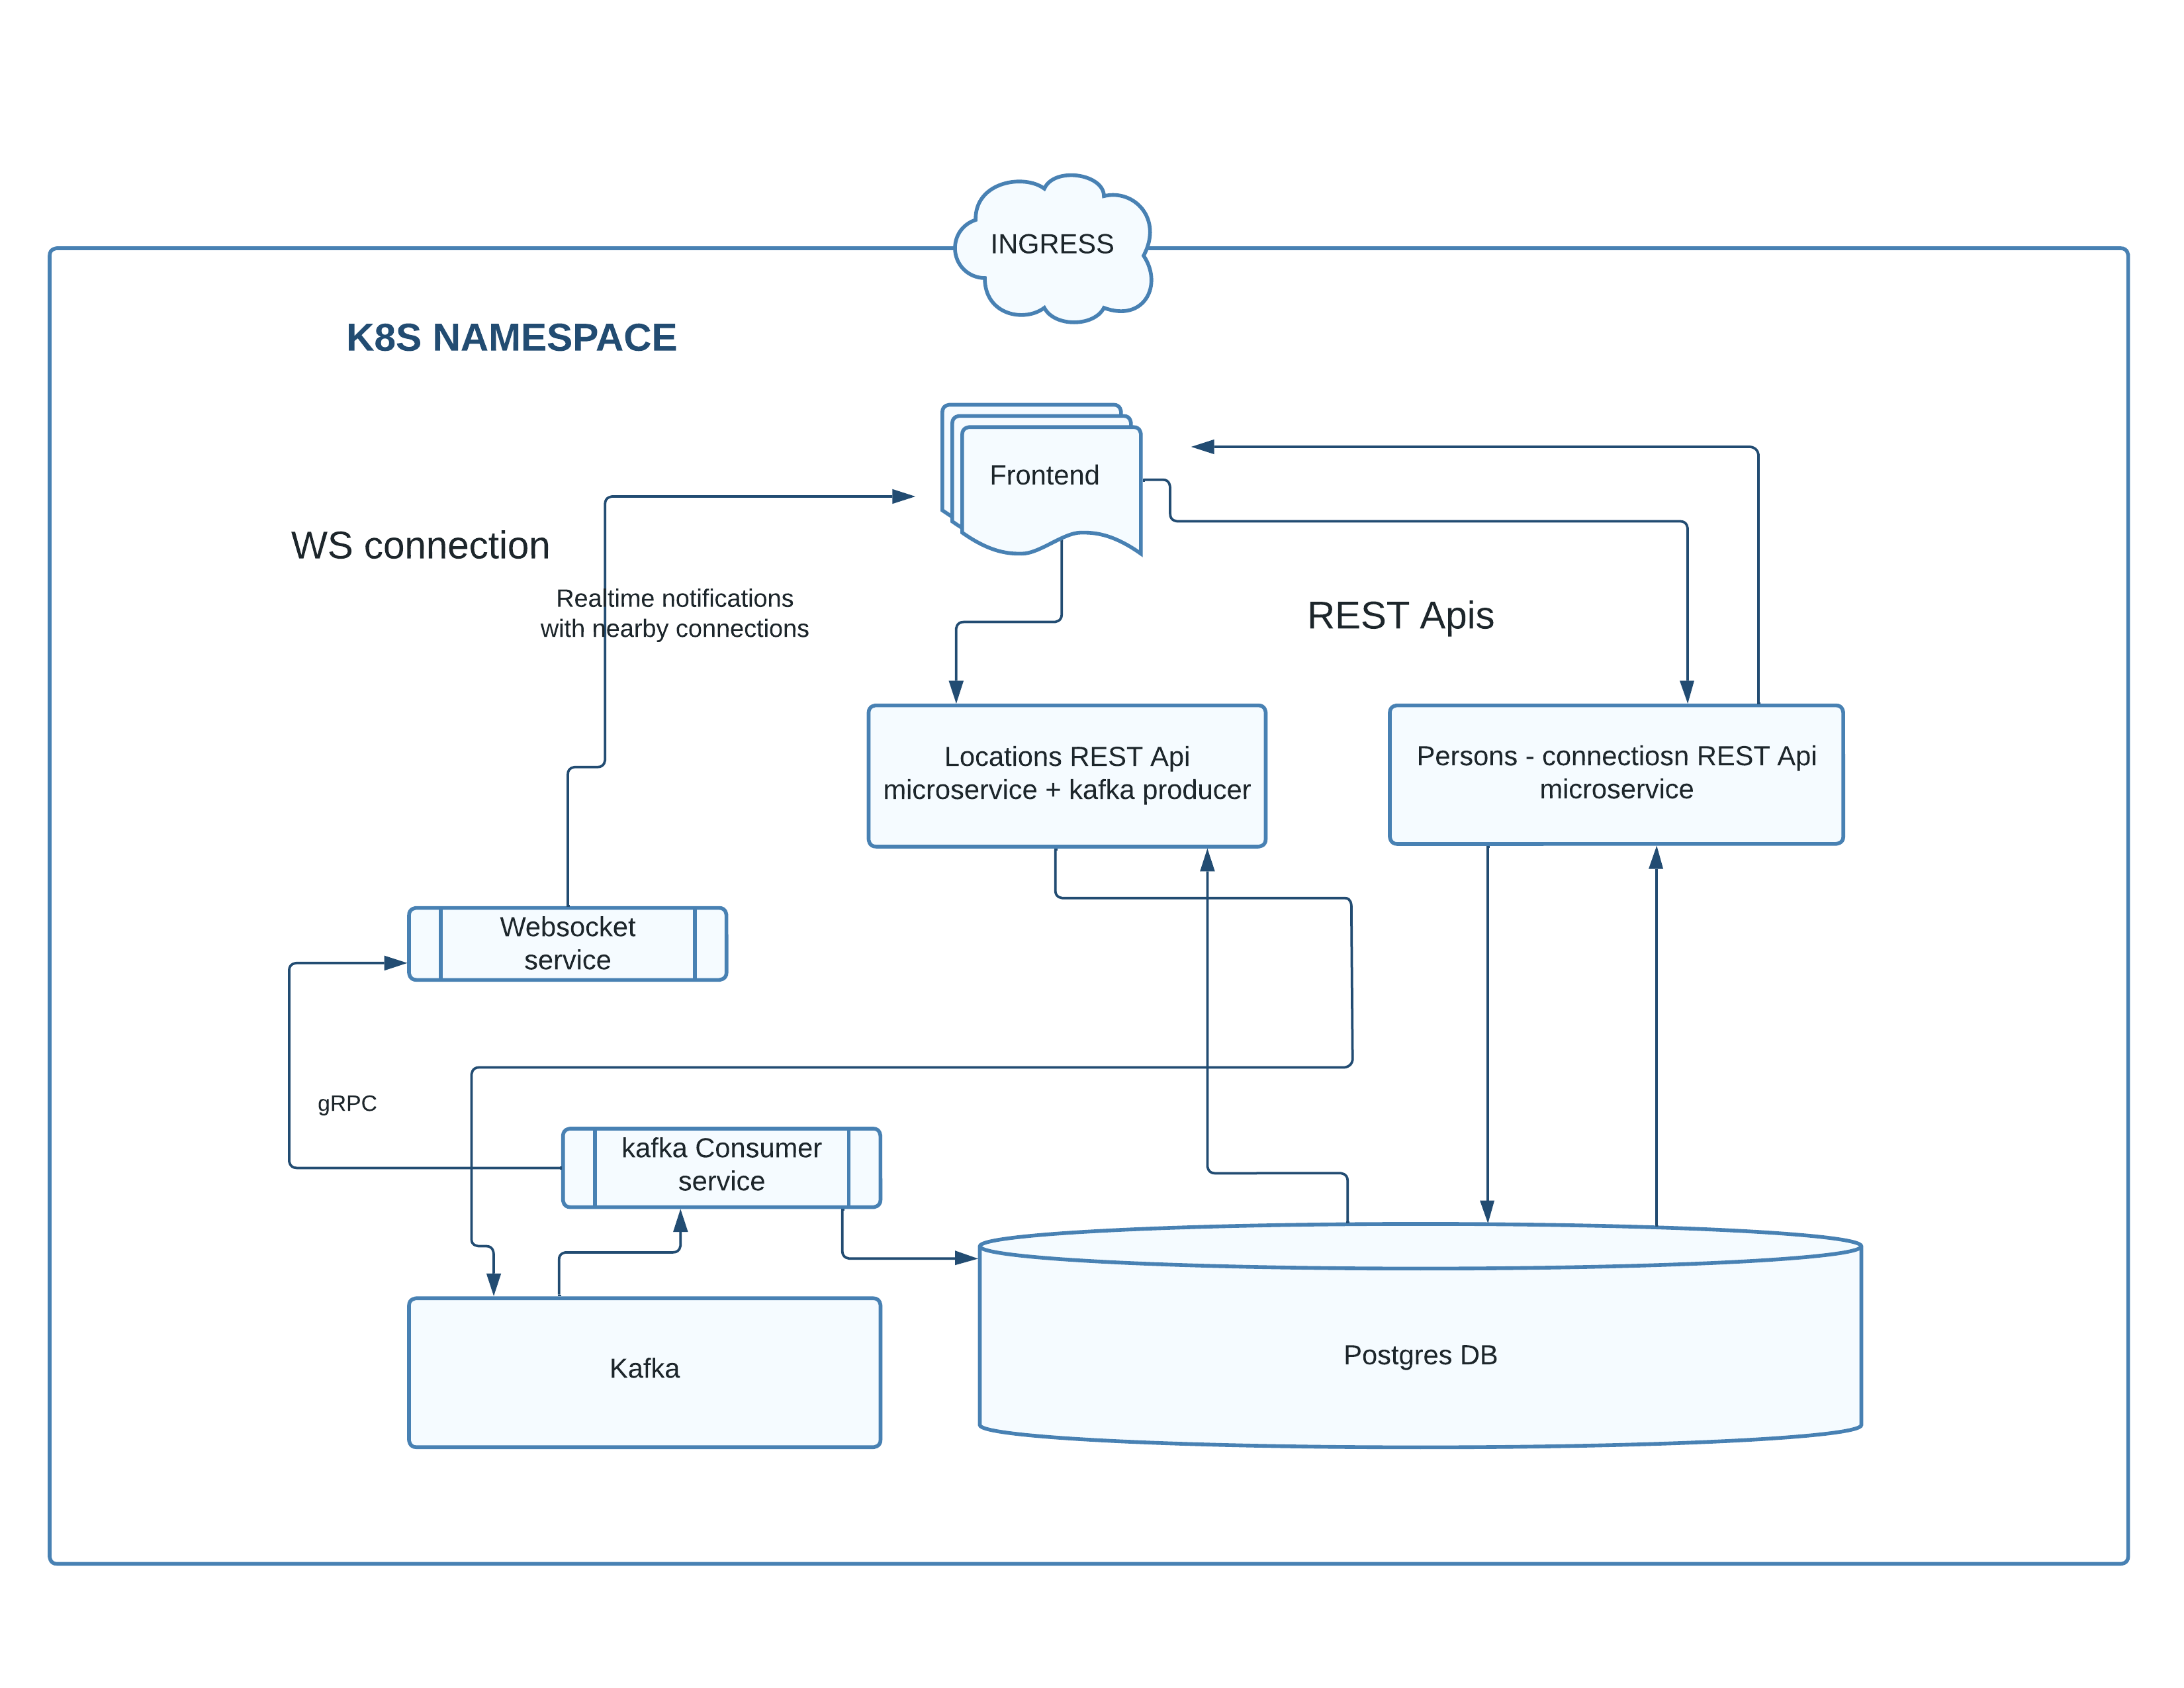 INGRESS
K8S NAMESPACE
Frontend
WS connection
Realtime notifications
with nearby connections
REST Apis
Locations REST Api
microservice + kafka producer
Persons - connectiosn REST Api
microservice
Websocket
service
gRPC
kafka Consumer
service
Kafka
Postgres DB